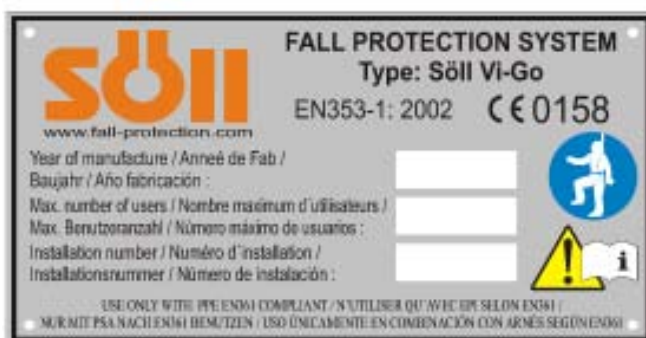 söll
www.fall-protection.com
FALL PROTECTION SYSTEM
Type: Söll Vi-Go
EN353-1: 2002 CE 0158
Year of manufacture / Anneé de Fab /
Baujahr / Año fabricación :
Max. number of users / Nombre maximum d´utilisateurs /
Max. Benutzeranzahl / Número máximo de usuarios :
Installation number / Numéro d´installation /
Installationsnummer / Número de instalación :
i
USE ONLY WITH PPE EN361 COMPLIANT / N'UTILISER QU'AVEC EPI SELON EN361 /
NUR MIT PSA NACH EN361 BENUTZEN / USO ÚNICAMENTE EN COMBINACIÓN CON ARNÉS SEGÚN EN361